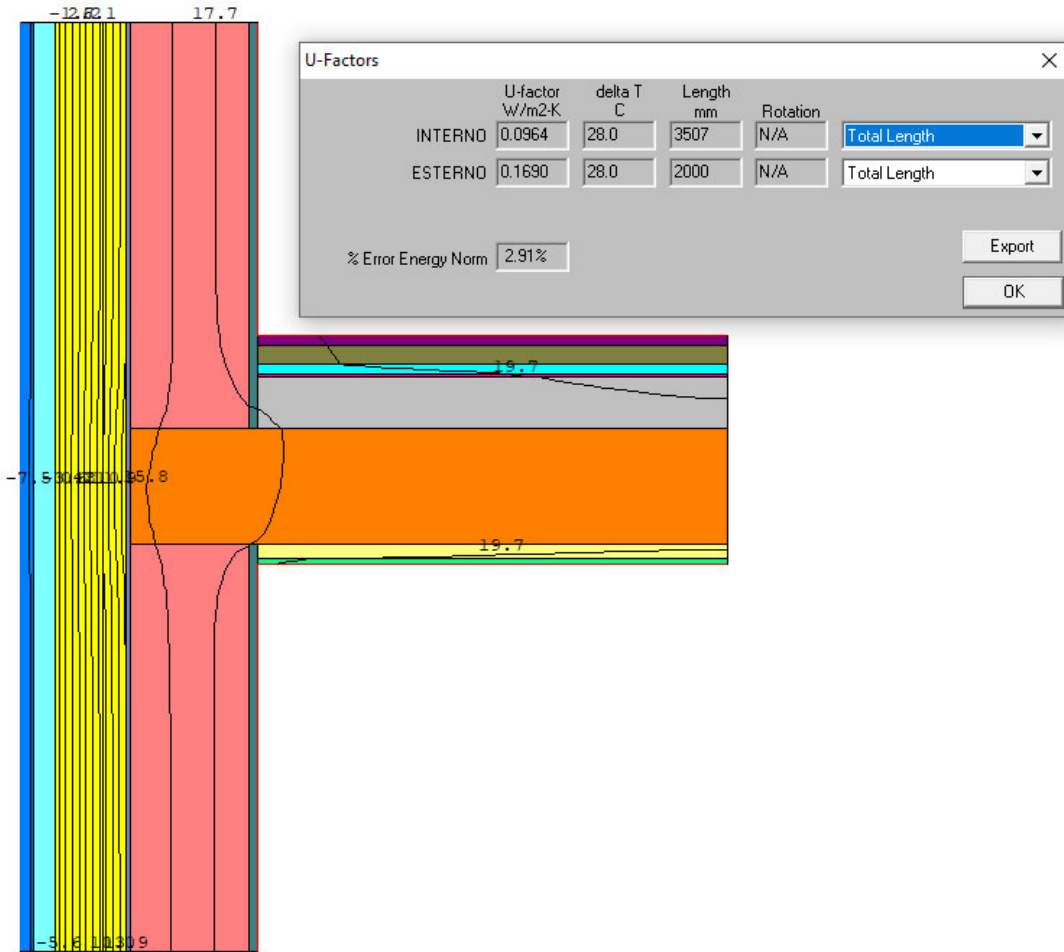 17.7
U-Factors
U-factor delta T Length
W/m2-K C mm Rotation
INTERNO 0.0964 28.0 3507 N/A Total Length
ESTERNO 0.1690 28.0 2000 N/A Total Length
% Error Energy Norm 2.91% Export
OK
19.7
19.7